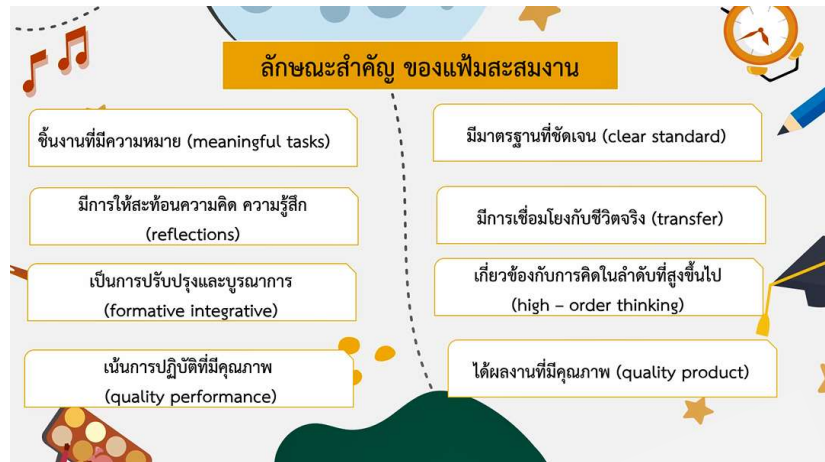 ลักษณะสำคัญ ของแฟ้มสะสมงาน
ชิ้นงานที่มีความหมาย (meaningful tasks)
มีการให้สะท้อนความคิด ความรู้สึก
(reflections)
เป็นการปรับปรุงและบูรณาการ
(formative integrative)
เน้นการปฏิบัติที่มีคุณภาพ
(quality performance)
มีมาตรฐานที่ชัดเจน (clear standard)
มีการเชื่อมโยงกับชีวิตจริง (transfer)
เกี่ยวข้องกับการคิดในลำดับที่สูงขึ้นไป
(high – order thinking)
ได้ผลงานที่มีคุณภาพ (quality product)